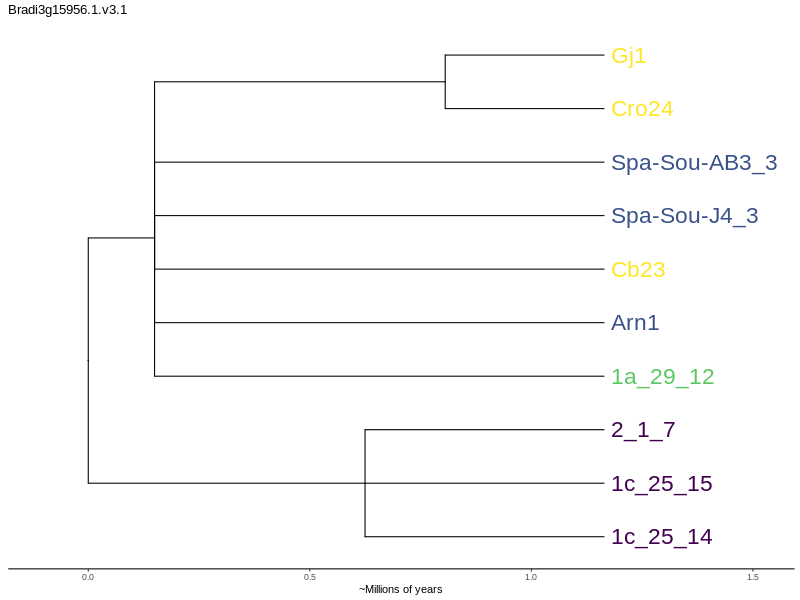 Bradi3g15956.1.v3.1
Gj1
Cro24
Spa-Sou-AB3_3
Spa-Sou-J4_3
Cb23
Arn1
1a_29_12
2_1_7
1c_25_15
1c_25_14
0.0 0.5 1.0 1.5
~Millions of years